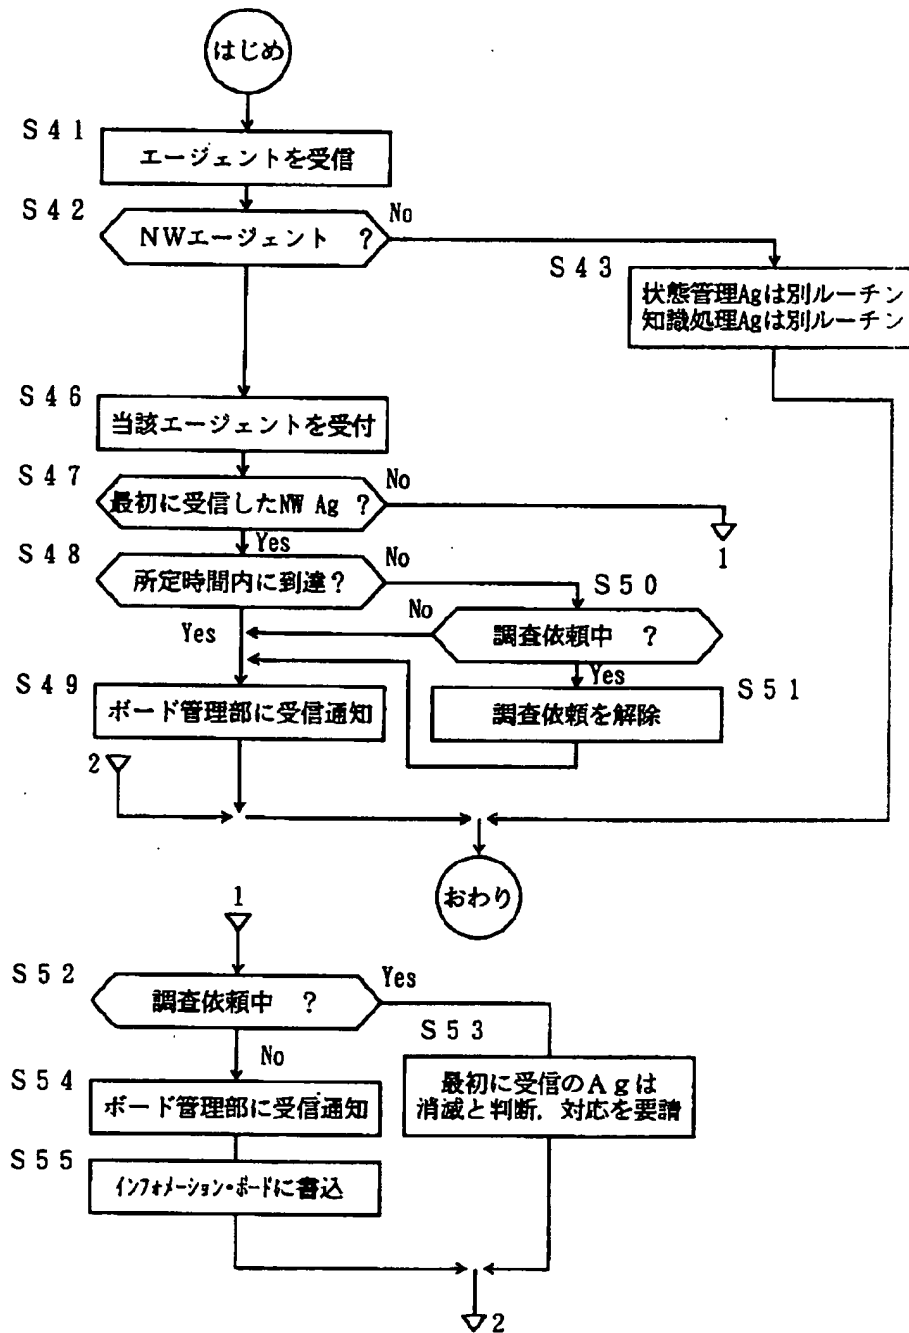 はじめ
S41
エージェントを受信
S42
NWエージェント ?
No
S43
状態管理Agは別ルーチン
知識処理Agは別ルーチン
S46
当該エージェントを受付
S47
最初に受信したNW Ag ?
No
1
Yes
S48
所定時間内に到達?
No
S50
No
調査依頼中 ?
Yes
Yes
S49
ボード管理部に受信通知
S51
調査依頼を解除
2
おわり
1
S52
調査依頼中 ?
Yes
S53
最初に受信のAgは
消滅と判断．対応を要請
No
S54
ボード管理部に受信通知
S55
インフォメーション・ボードに書込
2